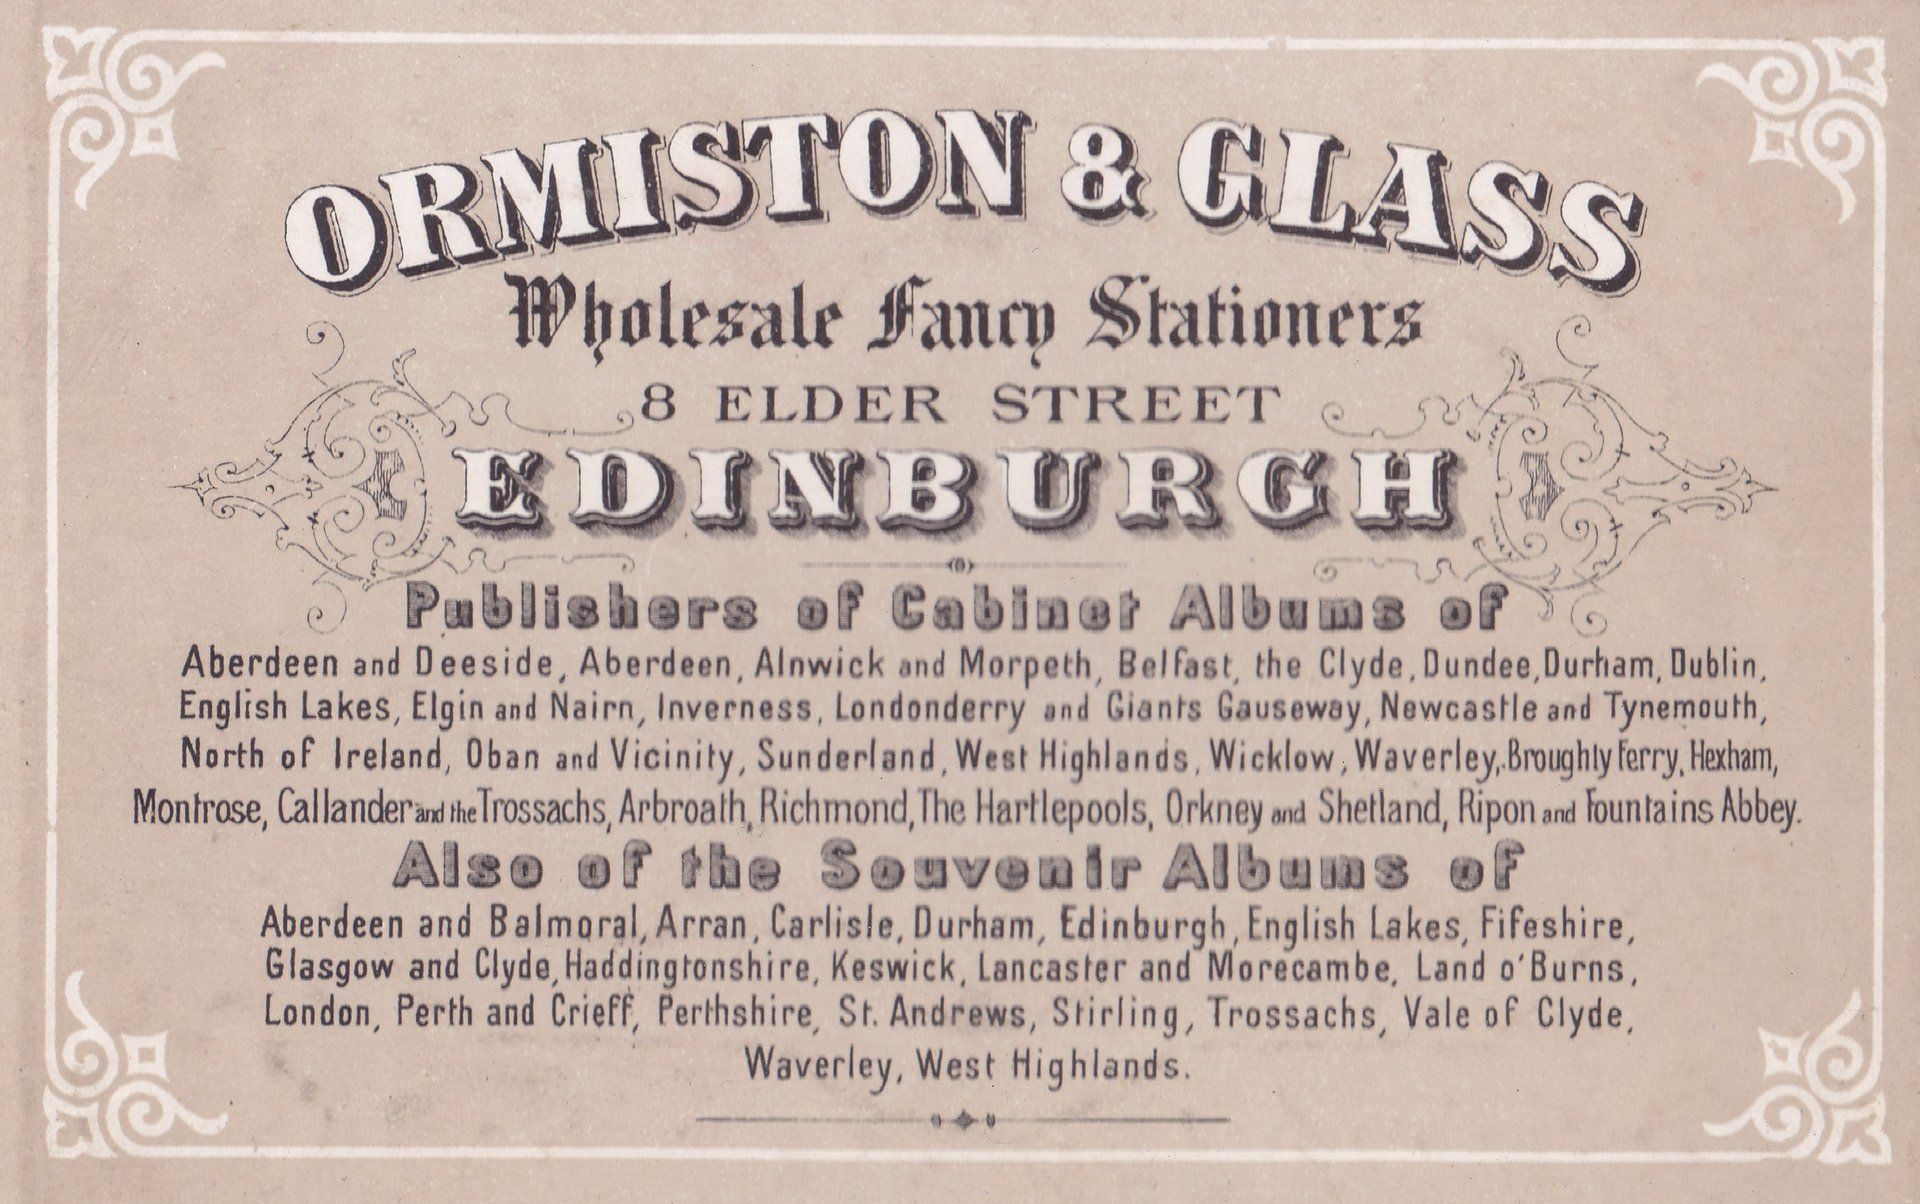 ORMISTON & GLASS
Wholesale Fancy Stationers
8 ELDER STREET
EDINBURGH
Publishers of Cabinet Albums of
Aberdeen and Deeside, Aberdeen, Alnwick and Morpeth, Belfast, the Clyde, Dundee, Durham, Dublin,
English Lakes, Elgin and Nairn, Inverness, Londonderry and Giants Causeway, Newcastle and Tynemouth,
North of Ireland, Oban and Vicinity, Sunderland, West Highlands, Wicklow, Waverley, Broughty Ferry, Hexham,
Montrose, Callander and the Trossachs, Arbroath, Richmond, The Hartlepools, Orkney and Shetland, Ripon and Fountains Abbey.
Also of the Souvenir Albums of
Aberdeen and Balmoral, Arran, Carlisle, Durham, Edinburgh, English Lakes, Fifeshire,
Glasgow and Clyde, Haddingtonshire, Keswick, Lancaster and Morecambe, Land o'Burns,
London, Perth and Crieff, Perthshire, St. Andrews, Stirling, Trossachs, Vale of Clyde,
Waverley, West Highlands.